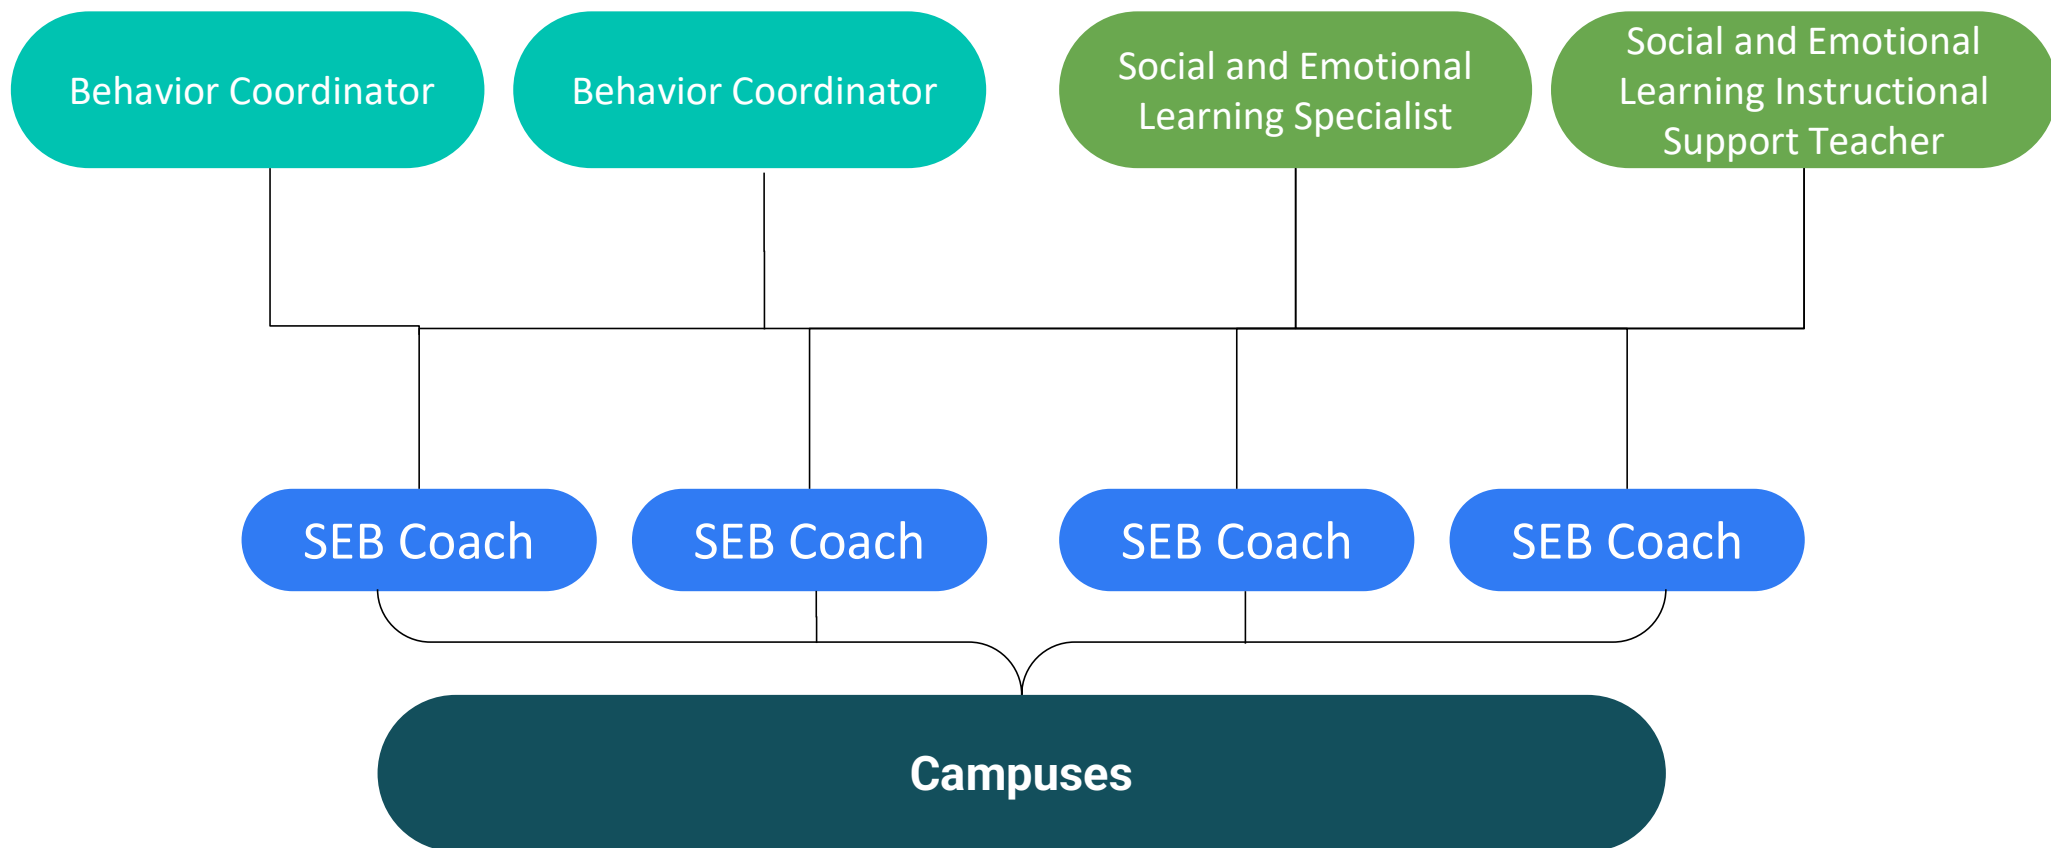 Behavior Coordinator
Behavior Coordinator
Social and Emotional
Learning Specialist
Social and Emotional
Learning Instructional
Support Teacher
SEB Coach
SEB Coach
SEB Coach
SEB Coach
Campuses